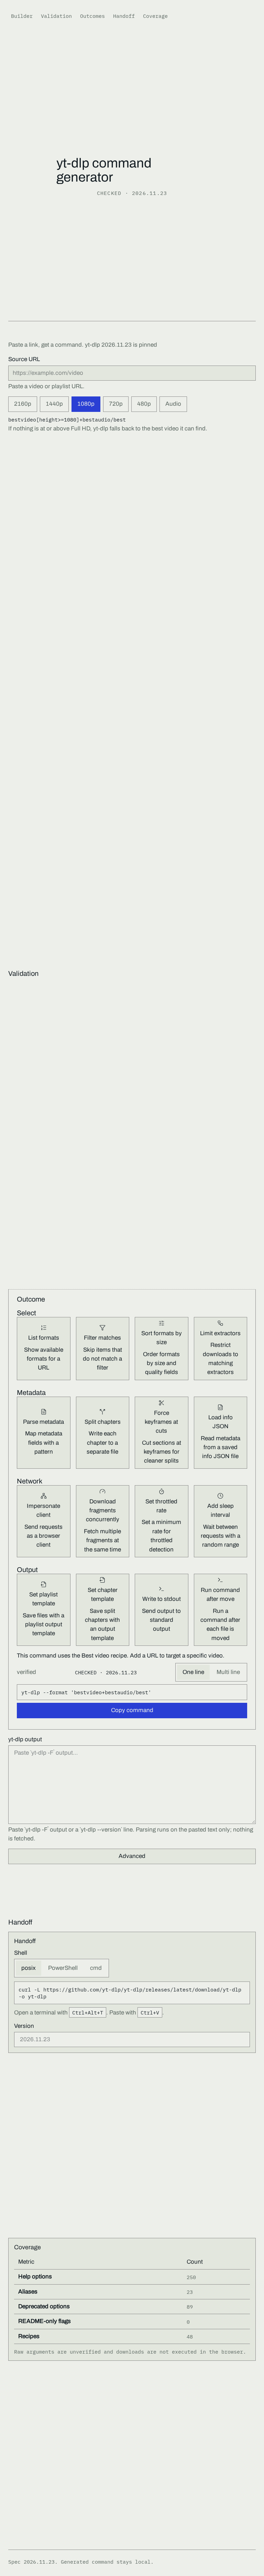 Builder Validation Outcomes Handoff Coverage
yt-dlp command
generator
CHECKED · 2026.11.23
Paste a link, get a command. yt-dlp 2026.11.23 is pinned
Source URL
https://example.com/video
Paste a video or playlist URL.
2160p 1440p 1080p 720p 480p Audio
bestvideo[height>=1080]+bestaudio/best
If nothing is at or above Full HD, yt-dlp falls back to the best video it can find.
Validation
Outcome
Select
List formats
Show available
formats for a
URL
Filter matches
Skip items that
do not match a
filter
Sort formats by
size
Order formats
by size and
quality fields
Limit extractors
Restrict
downloads to
matching
extractors
Metadata
Parse metadata
Map metadata
fields with a
pattern
Split chapters
Write each
chapter to a
separate file
Force
keyframes at
cuts
Cut sections at
keyframes for
cleaner splits
Load info
JSON
Read metadata
from a saved
info JSON file
Network
Impersonate
client
Send requests
as a browser
client
Download
fragments
concurrently
Fetch multiple
fragments at
the same time
Set throttled
rate
Set a minimum
rate for
throttled
detection
Add sleep
interval
Wait between
requests with a
random range
Output
Set playlist
template
Save files with a
playlist output
template
Set chapter
template
Save split
chapters with
an output
template
Write to stdout
Send output to
standard
output
Run command
after move
Run a
command after
each file is
moved
This command uses the Best video recipe. Add a URL to target a specific video.
verified CHECKED · 2026.11.23 One line Multi line
yt-dlp --format 'bestvideo+bestaudio/best'
Copy command
yt-dlp output
Paste `yt-dlp -F` output...
Paste `yt-dlp -F` output or a `yt-dlp --version` line. Parsing runs on the pasted text only; nothing
is fetched.
Advanced
Handoff
Handoff
Shell
posix PowerShell cmd
curl -L https://github.com/yt-dlp/yt-dlp/releases/latest/download/yt-dlp
-o yt-dlp
Open a terminal with Ctrl+Alt+T Paste with Ctrl+V
Version
2026.11.23
Coverage
Metric Count
Help options 250
Aliases 23
Deprecated options 89
README-only flags 8
Recipes 48
Raw arguments are unverified and downloads are not executed in the browser.
Spec 2026.11.23. Generated command stays local.